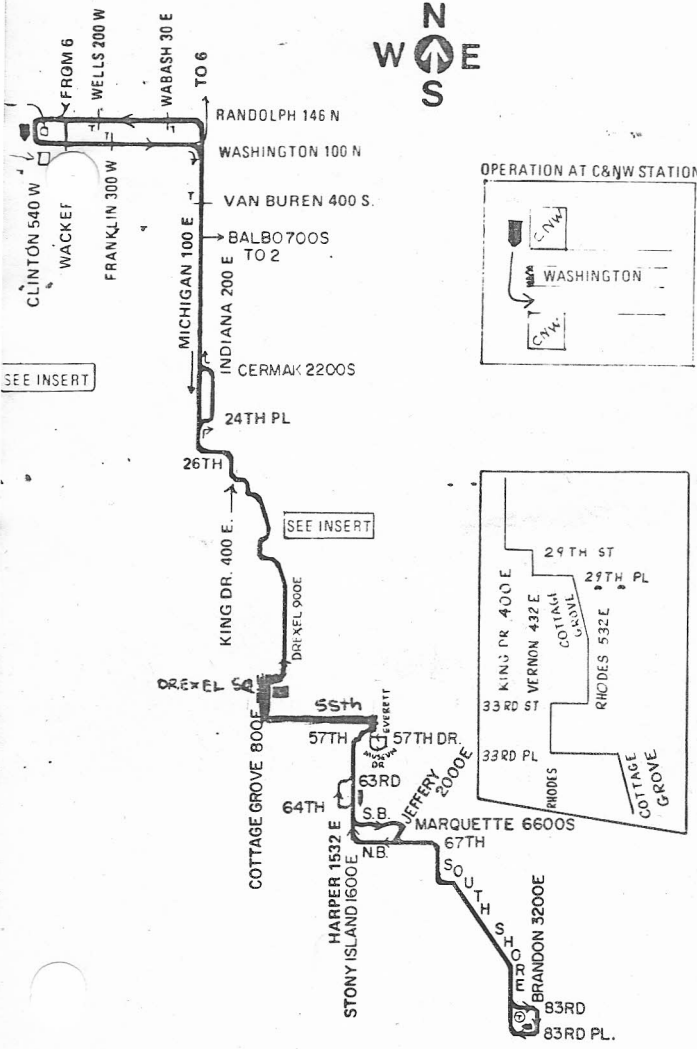 N
W E
S
FROM 6
WELLS 200 W
WABASH 30 E
TO 6
RANDOLPH 146 N
WASHINGTON 100 N
CLINTON 540 W
WACKER
FRANKLIN 300 W
VAN BUREN 400 S.
BALBO 700S
TO 2
MICHIGAN 100 E
INDIANA 200 E
CERMAK 2200S
24TH PL
26TH
SEE INSERT
KING DR. 400 E.
SEE INSERT
DREXEL 900E
DREXEL SQ
COTTAGE GROVE 800E
55th
EVERETT
57TH
57TH DR.
MUSEUM
DR
63RD
64TH
JEFFERY
2000E
S.B.
N.B.
MARQUETTE 6600S
67TH
HARPER 1532 E
STONY ISLAND 1600E
SOUTH SHORE
BRANDON 3200E
83RD
83RD PL.
OPERATION AT C&NW STATION
C.N.W.
WASHINGTON
C.N.W.
29TH ST
29TH PL
KING DR 400 E
VERNON 432 E
COTTAGE
GROVE
RHODES 532E
33RD ST
33RD PL
RHODES
COTTAGE
GROVE